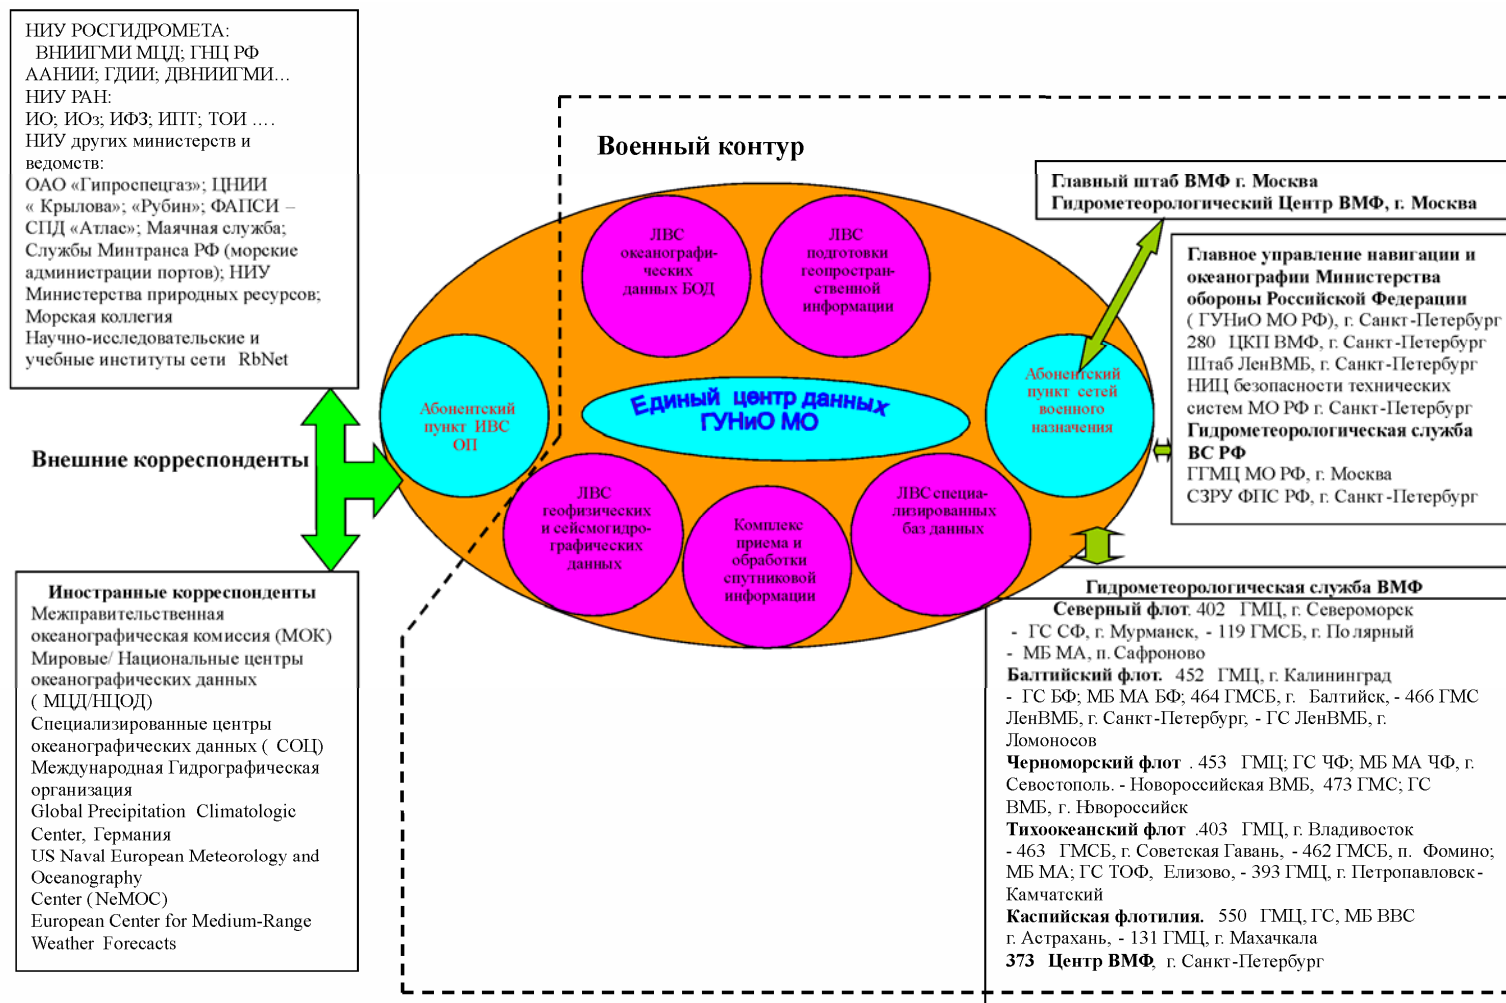 НИУ РОСГИДРОМЕТА:
ВНИИГМИ МЦД; ГНЦ РФ
ААНИИ; ГДИИ; ДВНИИГМИ…
НИУ РАН:
ИО; ИОз; ИФЗ; ИПТ; ТОИ ….
НИУ других министерств и
ведомств:
ОАО «Гипроспецгаз»; ЦНИИ
« Крылова»; «Рубин»; ФАПСИ –
СПД «Атлас»; Маячная служба;
Службы Минтранса РФ (морские
администрации портов); НИУ
Министерства природных ресурсов;
Морская коллегия
Научно-исследовательские и
учебные институты сети RbNet
Внешние корреспонденты
Иностранные корреспонденты
Межправительственная
океанографическая комиссия (МОК)
Мировые/ Национальные центры
океанографических данных
( МЦД/НЦОД)
Специализированные центры
океанографических данных ( СОЦ)
Международная Гидрографическая
организация
Global Precipitation Climatologic
Center, Германия
US Naval European Meteorology and
Oceanography
Center (NeMOC)
European Center for Medium-Range
Weather Forecacts
Военный контур
ЛВС
океанографи-
ческих
данных БОД
ЛВС
подготовки
геопростран-
ственной
информации
Абонентский
пункт ИВС
ОП
Единый центр данных
ГУНиО МО
Абонентский
пункт сетей
военного
назначения
ЛВС
геофизических
и сейсмогидро-
графических
данных
Комплекс
приема и
обработки
спутниковой
информации
ЛВС специа-
лизированных
баз данных
Главный штаб ВМФ г. Москва
Гидрометеорологический Центр ВМФ, г. Москва
Главное управление навигации и
океанографии Министерства
обороны Российской Федерации
( ГУНиО МО РФ), г. Санкт-Петербург
280 ЦКП ВМФ, г. Санкт-Петербург
Штаб ЛенВМБ, г. Санкт-Петербург
НИЦ безопасности технических
систем МО РФ г. Санкт-Петербург
Гидрометеорологическая служба
ВС РФ
ГГМЦ МО РФ, г. Москва
СЗРУ ФПС РФ, г. Санкт-Петербург
Гидрометеорологическая служба ВМФ
Северный флот. 402 ГМЦ, г. Североморск
- ГС СФ, г. Мурманск, - 119 ГМСБ, г. Полярный
- МБ МА, п. Сафроново
Балтийский флот. 452 ГМЦ, г. Калининград
- ГС БФ; МБ МА БФ; 464 ГМСБ, г. Балтийск, - 466 ГМС
ЛенВМБ, г. Санкт-Петербург, - ГС ЛенВМБ, г.
Ломоносов
Черноморский флот . 453 ГМЦ; ГС ЧФ; МБ МА ЧФ, г.
Севостополь. - Новороссийская ВМБ, 473 ГМС; ГС
ВМБ, г. Новороссийск
Тихоокеанский флот .403 ГМЦ, г. Владивосток
- 463 ГМСБ, г. Советская Гавань, - 462 ГМСБ, п. Фомино;
МБ МА; ГС ТОФ, Елизово, - 393 ГМЦ, г. Петропавловск-
Камчатский
Каспийская флотилия. 550 ГМЦ, ГС, МБ ВВС
г. Астрахань, - 131 ГМЦ, г. Махачкала
373 Центр ВМФ, г. Санкт-Петербург